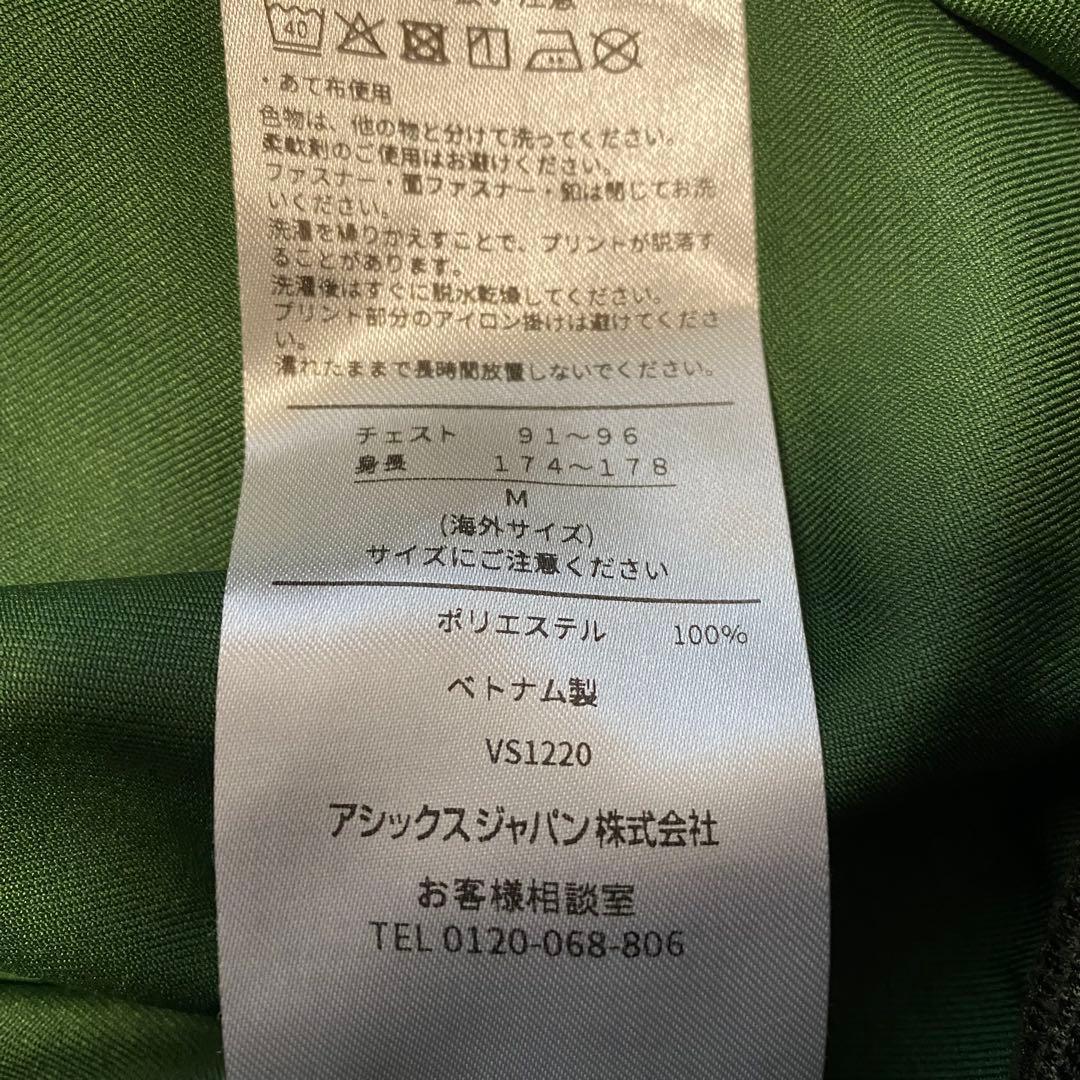 い注意
40
・あて布使用
色物は、他の物と分けて洗ってください。
柔軟剤のご使用はお避けください。
ファスナー・面ファスナー・釦は閉じてお洗
いください。
洗濯を繰りかえすことで、プリントが脱落す
ることがあります。
洗濯後はすぐに脱水乾燥してください。
プリント部分のアイロン掛けは避けてくださ
い。
濡れたままで長時間放置しないでください。
チェスト 91～96
身長 174～178
M
(海外サイズ)
サイズにご注意ください
ポリエステル 100%
ベトナム製
VS1220
アシックスジャパン株式会社
お客様相談室
TEL 0120-068-806